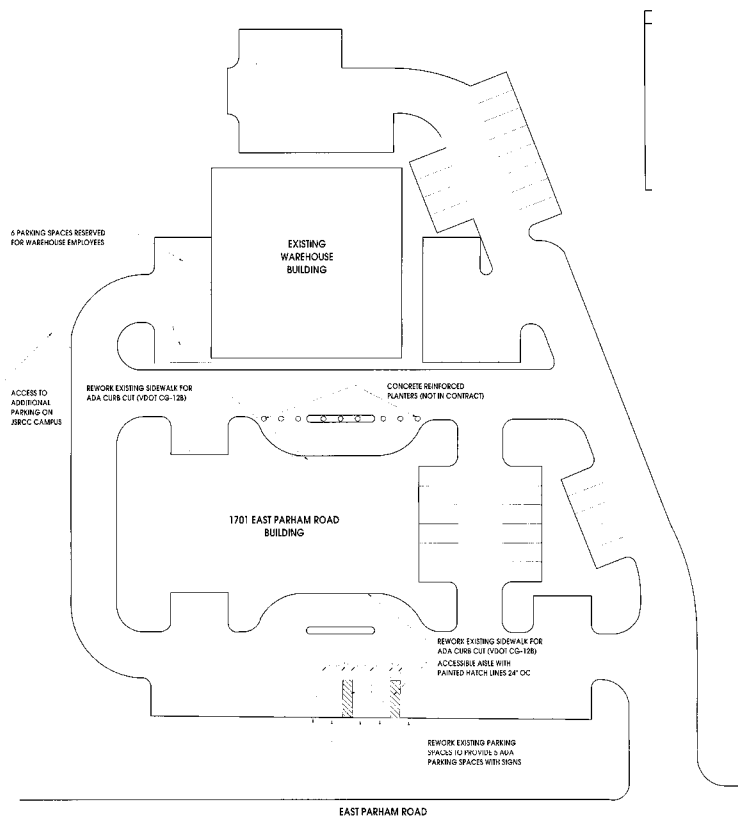 6 PARKING SPACES RESERVED
FOR WAREHOUSE EMPLOYEES
EXISTING
WAREHOUSE
BUILDING
ACCESS TO
ADDITIONAL
PARKING ON
JSRCC CAMPUS
REWORK EXISTING SIDEWALK FOR
ADA CURB CUT (VDOT CG-12B)
CONCRETE REINFORCED
PLANTERS (NOT IN CONTRACT)
1701 EAST PARHAM ROAD
BUILDING
REWORK EXISTING SIDEWALK FOR
ADA CURB CUT (VDOT CG-12B)
ACCESSIBLE AISLE WITH
PAINTED HATCH LINES 24" OC
REWORK EXISTING PARKING
SPACES TO PROVIDE 5 ADA
PARKING SPACES WITH SIGNS
EAST PARHAM ROAD